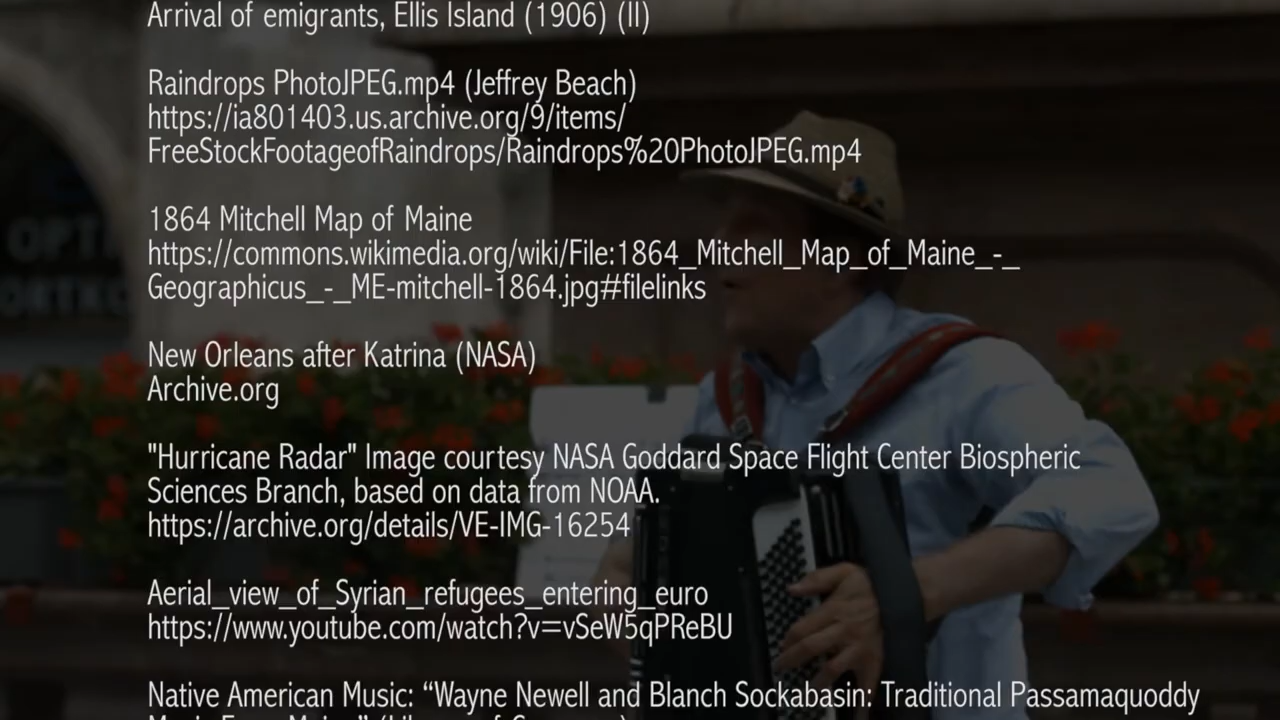 Arrival of emigrants, Ellis Island (1906) (II)
Raindrops PhotoJPEG.mp4 (Jeffrey Beach)
https://ia801403.us.archive.org/9/items/
FreeStockFootageofRaindrops/Raindrops%20PhotoJPEG.mp4
1864 Mitchell Map of Maine
https://commons.wikimedia.org/wiki/File:1864_Mitchell_Map_of_Maine_-_
Geographicus_-_ME-mitchell-1864.jpg#filelinks
New Orleans after Katrina (NASA)
Archive.org
"Hurricane Radar" Image courtesy NASA Goddard Space Flight Center Biospheric
Sciences Branch, based on data from NOAA.
https://archive.org/details/VE-IMG-16254
Aerial_view_of_Syrian_refugees_entering_euro
https://www.youtube.com/watch?v=vSeW5qPReBU
Native American Music: “Wayne Newell and Blanch Sockabasin: Traditional Passamaquoddy